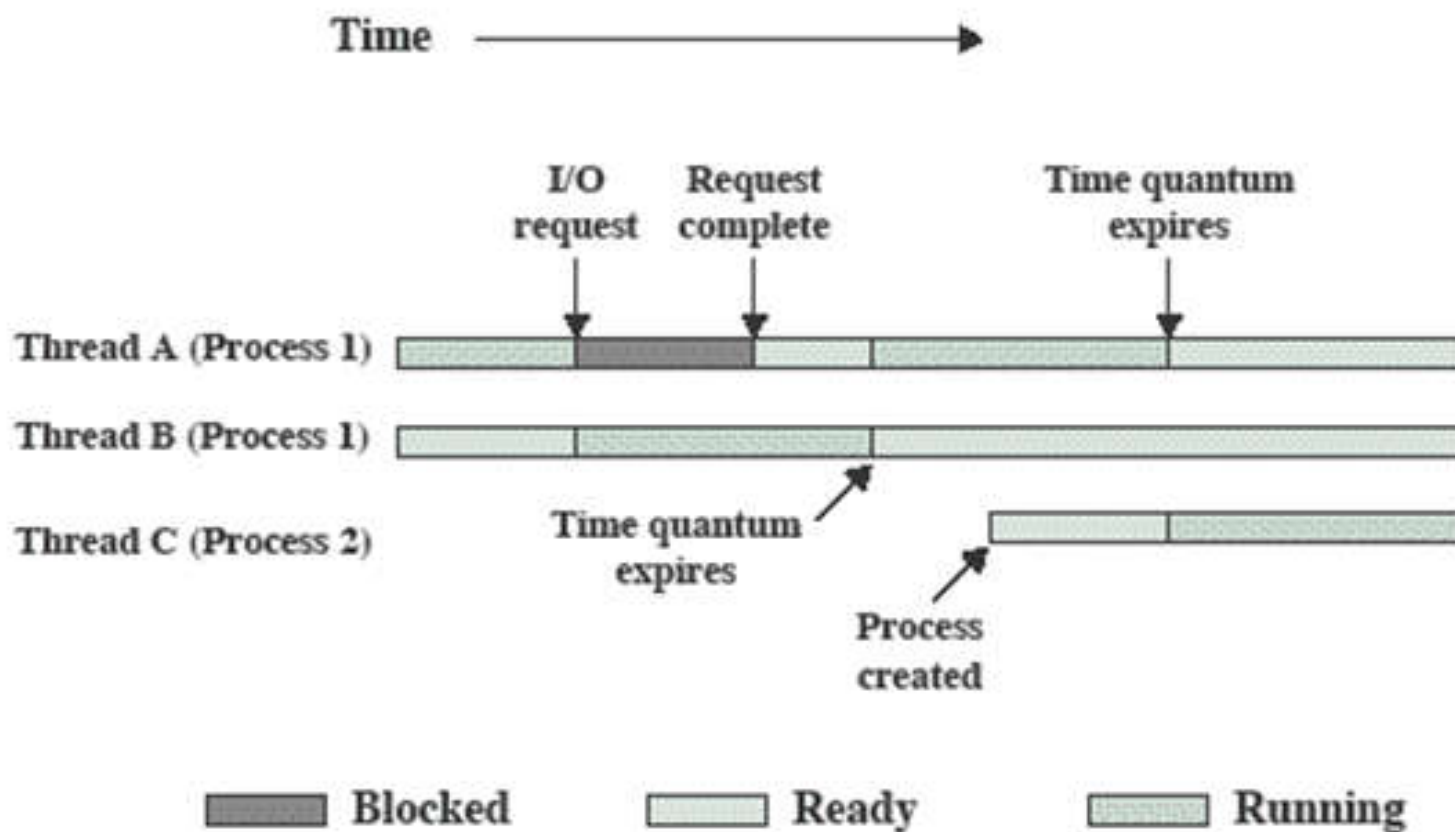 Time
I/O
request
Request
complete
Time quantum
expires
Thread A (Process 1)
Thread B (Process 1)
Thread C (Process 2)
Time quantum
expires
Process
created
Blocked
Ready
Running